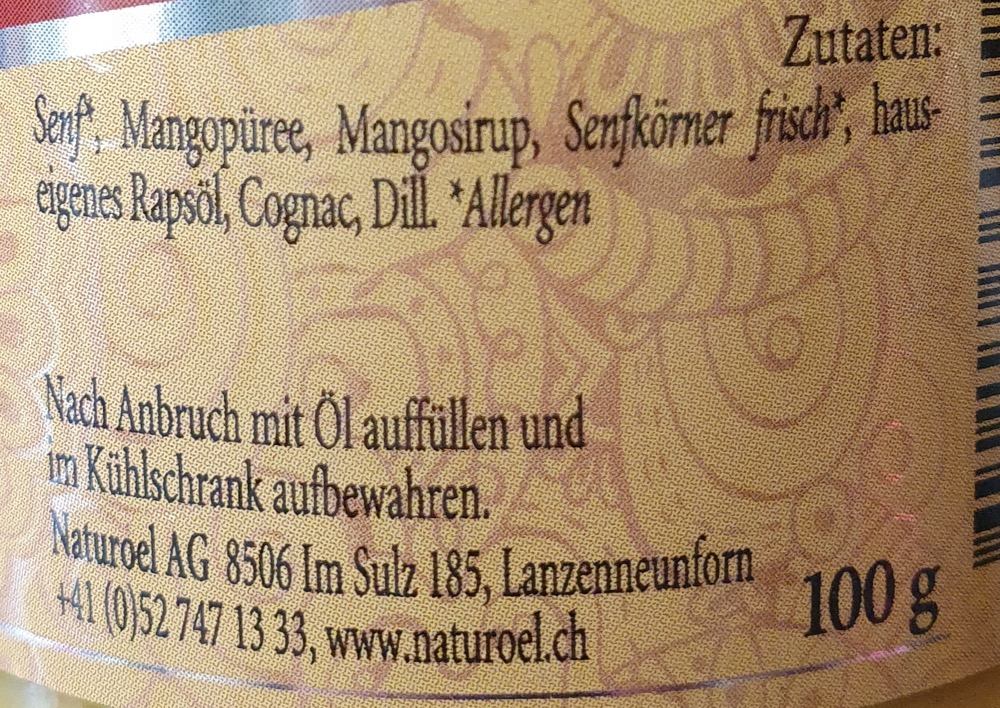 Zutaten:
Senf*, Mangopüree, Mangosirup, Senfkörner frisch*, haus-
eigenes Rapsöl, Cognac, Dill. *Allergen
Nach Anbruch mit Öl auffüllen und
im Kühlschrank aufbewahren.
Naturoel AG 8506 Im Sulz 185, Lanzenneunforn
+41 (0)52 747 13 33, www.naturoel.ch
100 g